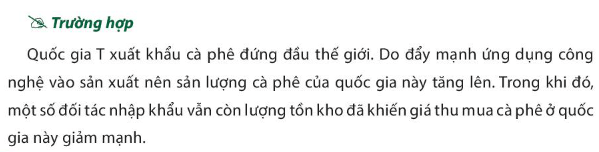 Trường hợp
Quốc gia T xuất khẩu cà phê đứng đầu thế giới. Do đẩy mạnh ứng dụng công
nghệ vào sản xuất nên sản lượng cà phê của quốc gia này tăng lên. Trong khi đó,
một số đối tác nhập khẩu vẫn còn lượng tồn kho đã khiến giá thu mua cà phê ở quốc
gia này giảm mạnh.